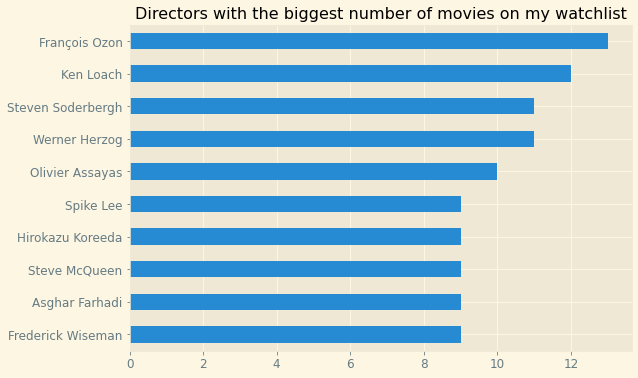 Directors with the biggest number of movies on my watchlist
François Ozon
Ken Loach
Steven Soderbergh
Werner Herzog
Olivier Assayas
Spike Lee
Hirokazu Koreeda
Steve McQueen
Asghar Farhadi
Frederick Wiseman
0 2 4 6 8 10 12